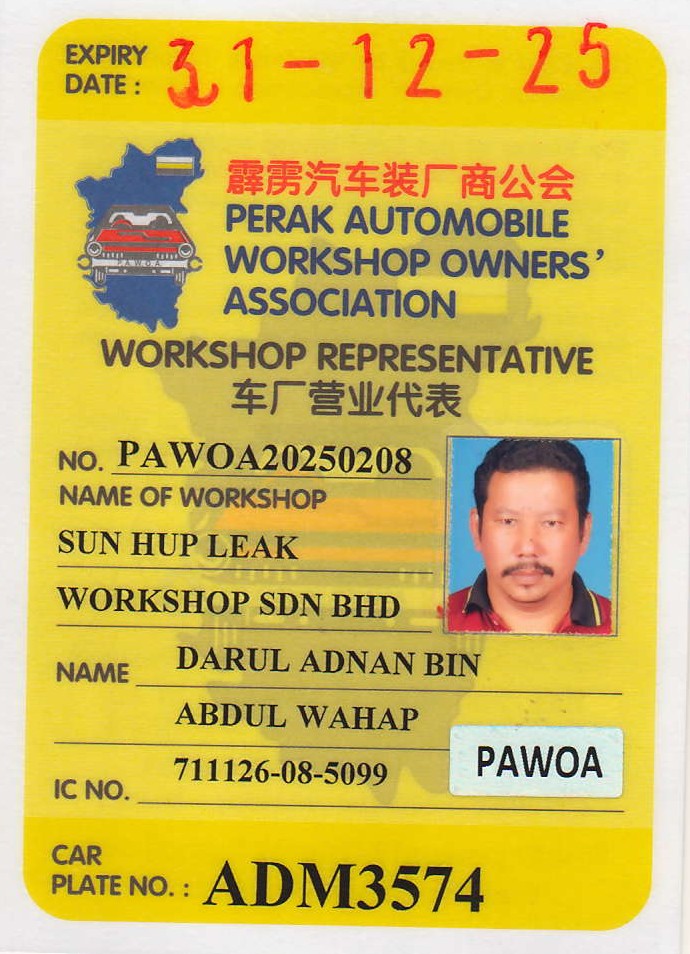 EXPIRY
DATE : 31-12-25
霹雳汽车装厂商公会
PERAK AUTOMOBILE
WORKSHOP OWNERS'
ASSOCIATION
PAWOA
WORKSHOP REPRESENTATIVE
车厂营业代表
NO. PAWOA20250208
NAME OF WORKSHOP
SUN HUP LEAK
WORKSHOP SDN BHD
NAME DARUL ADNAN BIN
ABDUL WAHAP
IC NO. 711126-08-5099
PAWOA
CAR
PLATE NO. : ADM3574